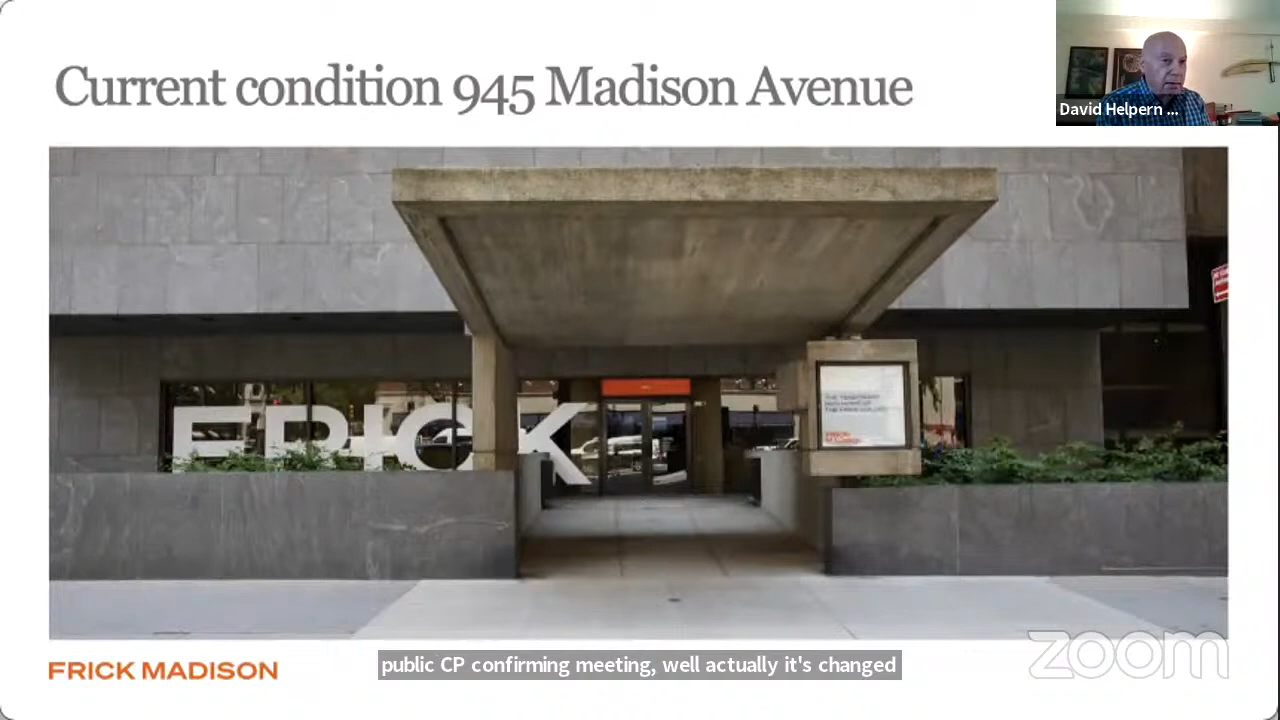 Current condition 945 Madison Avenue
David Helpern ...
FRICK
FRICK MADISON
public CP confirming meeting, well actually it's changed
zoom